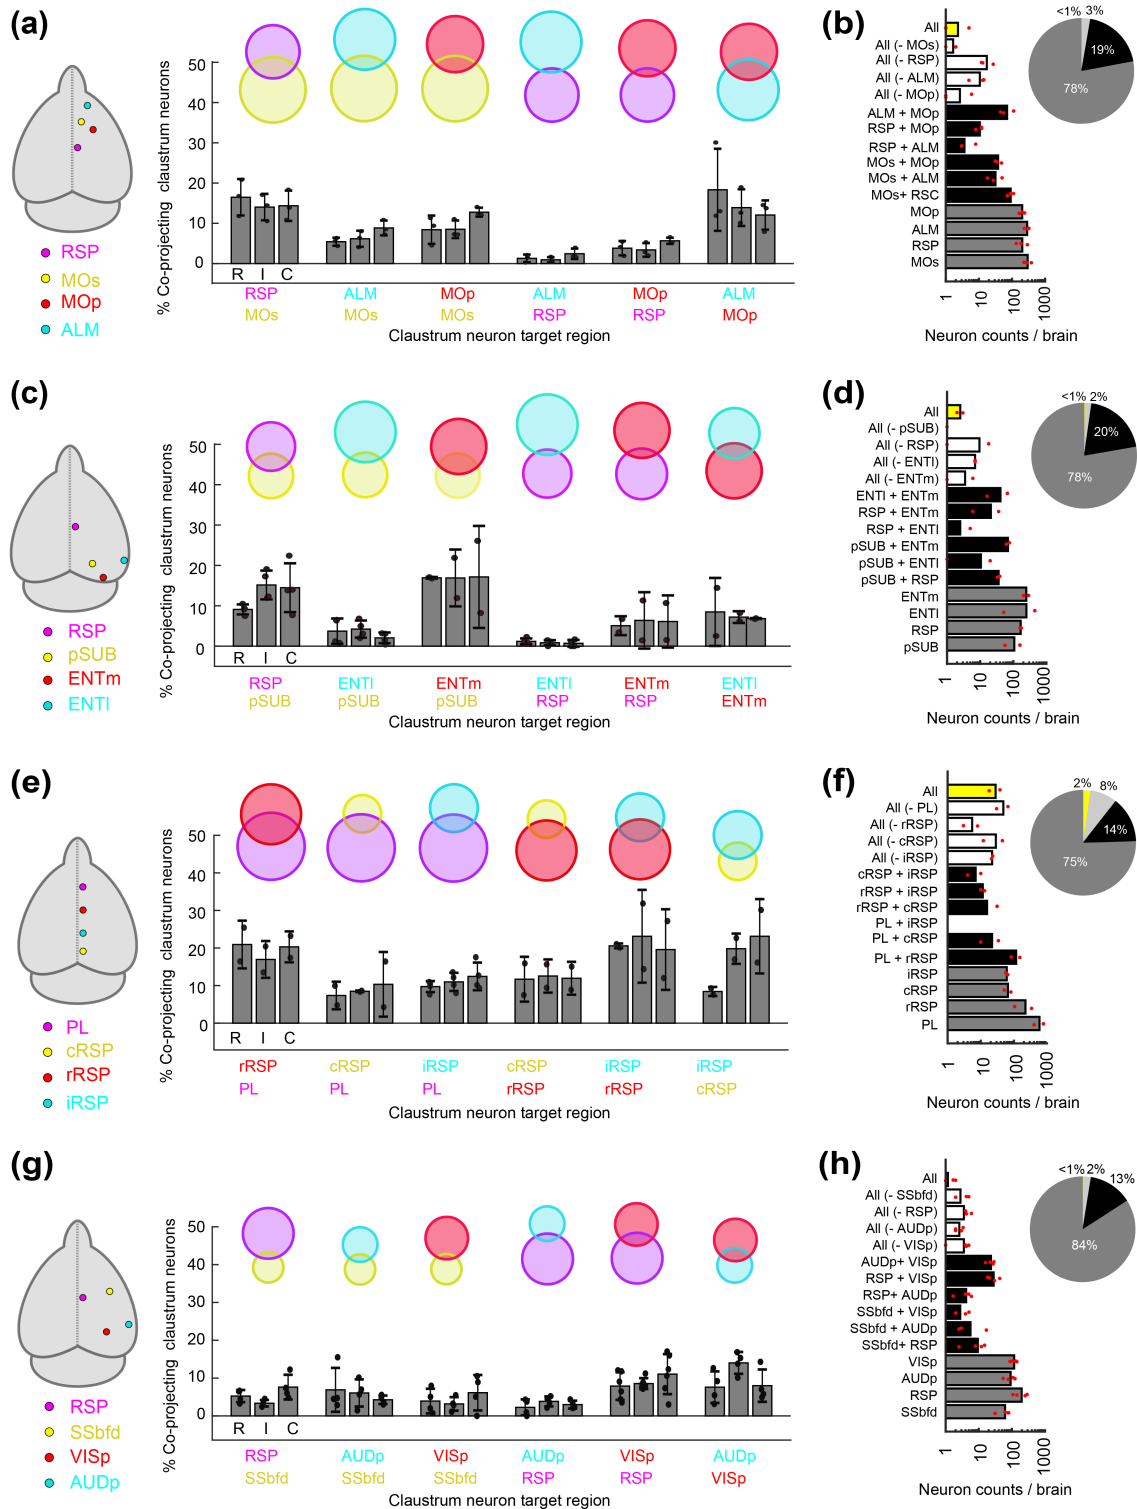 (a)
RSP
MOs
MOp
ALM
% Co-projecting claustrum neurons
50
40
30
20
10
0
R I C
RSP ALM MOp ALM MOp ALM
MOs MOs MOs RSP RSP MOp
Claustrum neuron target region
(b)
All
All (- MOs)
All (- RSP)
All (- ALM)
All (- MOp)
ALM + MOp
RSP + MOp
RSP + ALM
MOs + MOp
MOs + ALM
MOs+ RSC
MOp
ALM
RSP
MOs
1 10 100 1000
Neuron counts / brain
<1% 3%
19%
78%
(c)
RSP
pSUB
ENTm
ENTl
% Co-projecting claustrum neurons
50
40
30
20
10
0
R I C
RSP ENTl ENTm ENTl ENTm ENTl
pSUB pSUB pSUB RSP RSP ENTm
Claustrum neuron target region
(d)
All
All (- pSUB)
All (- RSP)
All (- ENTl)
All (- ENTm)
ENTl + ENTm
RSP + ENTm
RSP + ENTl
pSUB + ENTm
pSUB + ENTl
pSUB + RSP
ENTm
ENTl
RSP
pSUB
1 10 100 1000
Neuron counts / brain
<1% 2%
20%
78%
(e)
PL
cRSP
rRSP
iRSP
% Co-projecting claustrum neurons
50
40
30
20
10
0
R I C
rRSP cRSP iRSP cRSP iRSP iRSP
PL PL PL rRSP rRSP cRSP
Claustrum neuron target region
(f)
All
All (- PL)
All (- rRSP)
All (- cRSP)
All (- iRSP)
cRSP + iRSP
rRSP + iRSP
rRSP + cRSP
PL + iRSP
PL + cRSP
PL + rRSP
iRSP
cRSP
rRSP
PL
1 10 100 1000
Neuron counts / brain
2% 8%
14%
75%
(g)
RSP
SSbfd
VISp
AUDp
% Co-projecting claustrum neurons
50
40
30
20
10
0
R I C
RSP AUDp VISp AUDp VISp AUDp
SSbfd SSbfd SSbfd RSP RSP VISp
Claustrum neuron target region
(h)
All
All (- SSbfd)
All (- RSP)
All (- AUDp)
All (- VISp)
AUDp+ VISp
RSP + VISp
RSP+ AUDp
SSbfd + VISp
SSbfd + AUDp
SSbfd+ RSP
VISp
AUDp
RSP
SSbfd
1 10 100 1000
Neuron counts / brain
<1% 2%
13%
84%